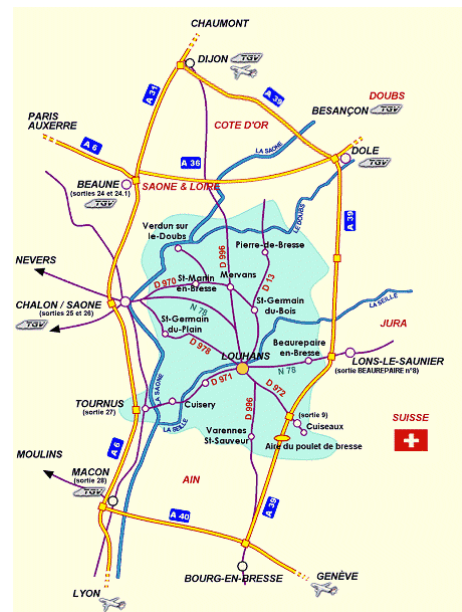 CHAUMONT
DIJON
TGV
A 31
A 39
DOUBS
BESANÇON
TGV
PARIS
AUXERRE
COTE D'OR
A 6
LA SAONE
DOLE
TGV
A 36
BEAUNE
(sorties 24 et 24.1)
TGV
SAONE & LOIRE
LE DOUBS
A 39
Verdun sur
le-Doubs
D 996
Pierre-de-Bresse
NEVERS
D 970
St-Martin
en-Bresse
Mervans
D 13
LA SEILLE
CHALON / SAONE
(sorties 25 et 26)
TGV
N 78
St-Germain
du-Bois
St-Germain
du-Plain
JURA
D 978
LOUHANS
Beaurepaire
en-Bresse
N 78
LONS-LE-SAUNIER
(sortie BEAUREPAIRE n°8)
LA SAONE
D 971
D 972
TOURNUS
(sortie 27)
Cuisery
D 996
(sortie 9)
Cuiseaux
SUISSE
LA SEILLE
Varennes
St-Sauveur
Aire du poulet de bresse
A 6
MOULINS
MACON
(sortie 28)
TGV
AIN
A 39
A 40
BOURG-EN-BRESSE
GENÈVE
LYON